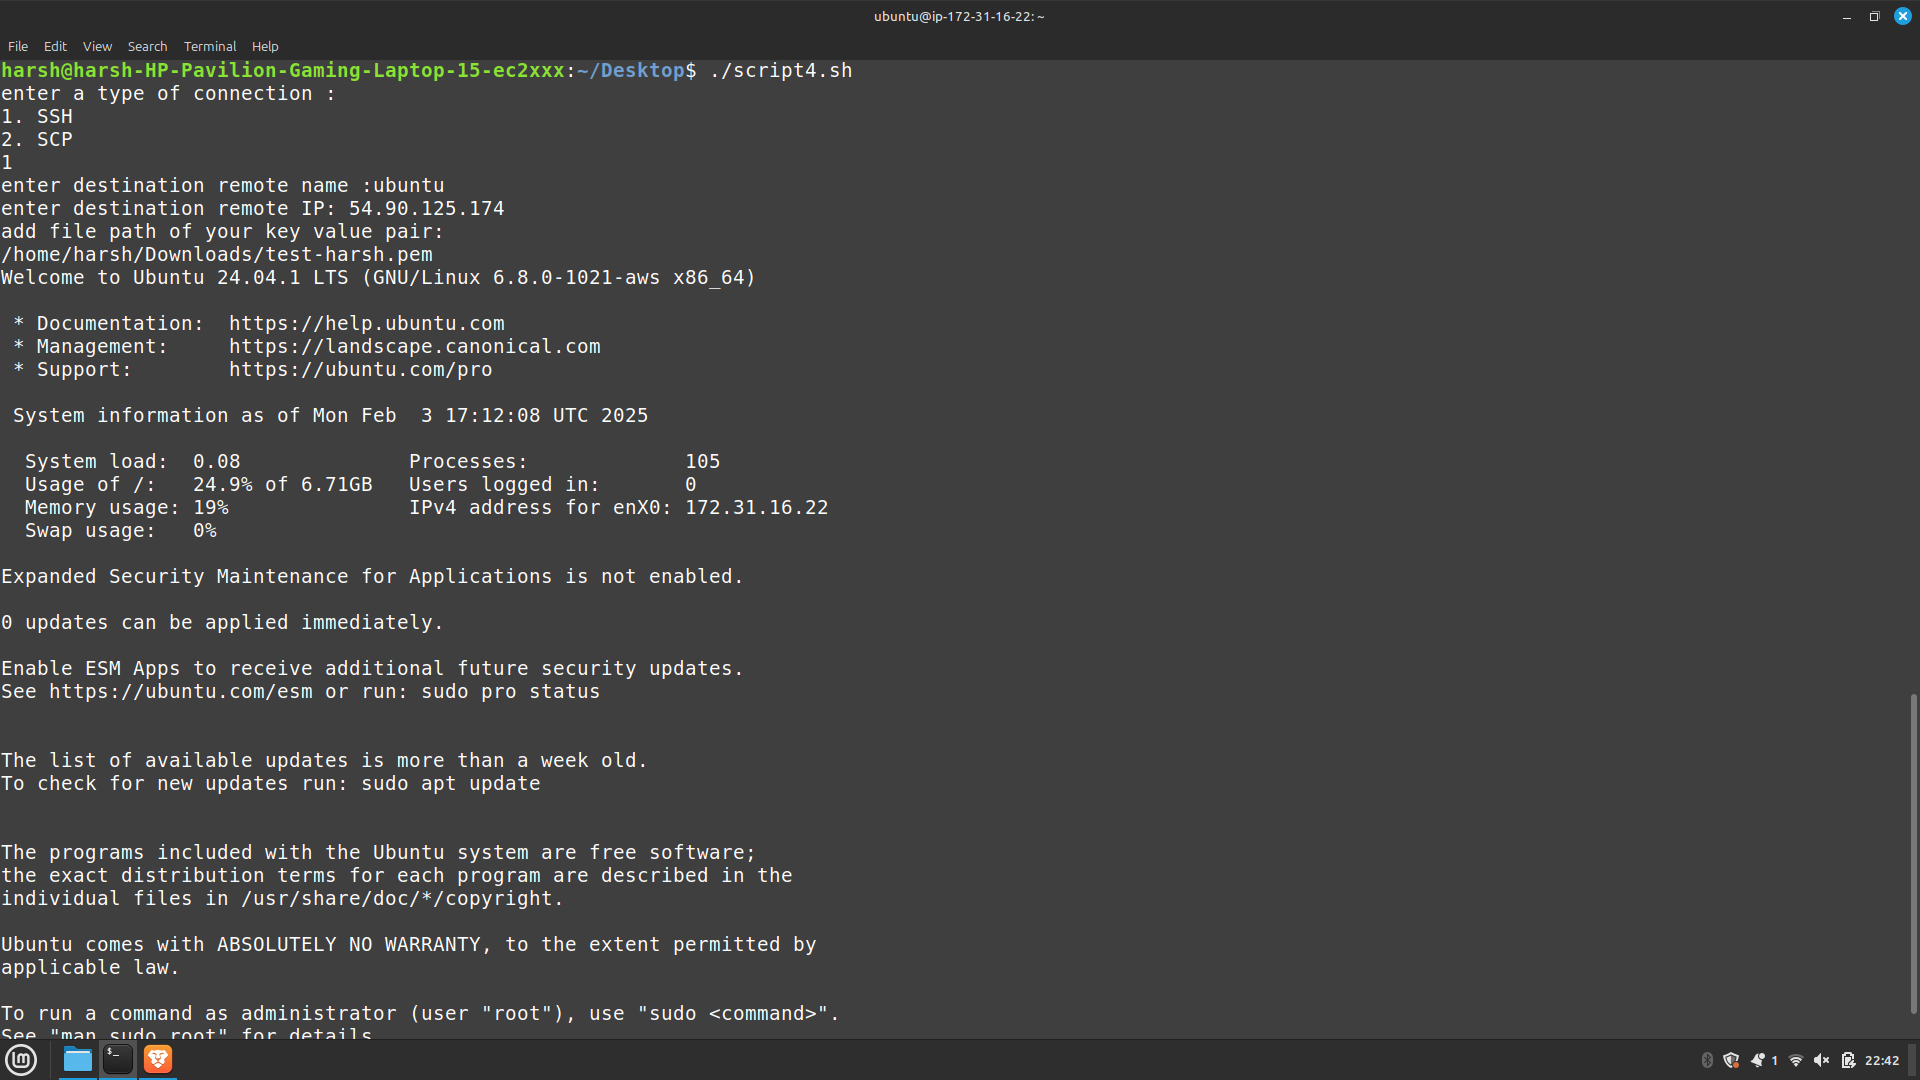 ubuntu@ip-172-31-16-22: ~
File Edit View Search Terminal Help
harsh@harsh-HP-Pavilion-Gaming-Laptop-15-ec2xxx:~/Desktop$ ./script4.sh
enter a type of connection :
1. SSH
2. SCP
1
enter destination remote name :ubuntu
enter destination remote IP: 54.90.125.174
add file path of your key value pair:
/home/harsh/Downloads/test-harsh.pem
Welcome to Ubuntu 24.04.1 LTS (GNU/Linux 6.8.0-1021-aws x86_64)
* Documentation:  https://help.ubuntu.com
* Management:     https://landscape.canonical.com
* Support:        https://ubuntu.com/pro
System information as of Mon Feb  3 17:12:08 UTC 2025
System load:  0.08              Processes:             105
Usage of /:   24.9% of 6.71GB   Users logged in:       0
Memory usage: 19%               IPv4 address for enX0: 172.31.16.22
Swap usage:   0%
Expanded Security Maintenance for Applications is not enabled.
0 updates can be applied immediately.
Enable ESM Apps to receive additional future security updates.
See https://ubuntu.com/esm or run: sudo pro status
The list of available updates is more than a week old.
To check for new updates run: sudo apt update
The programs included with the Ubuntu system are free software;
the exact distribution terms for each program are described in the
individual files in /usr/share/doc/*/copyright.
Ubuntu comes with ABSOLUTELY NO WARRANTY, to the extent permitted by
applicable law.
To run a command as administrator (user "root"), use "sudo <command>".
See "man sudo_root" for details
1 22:42